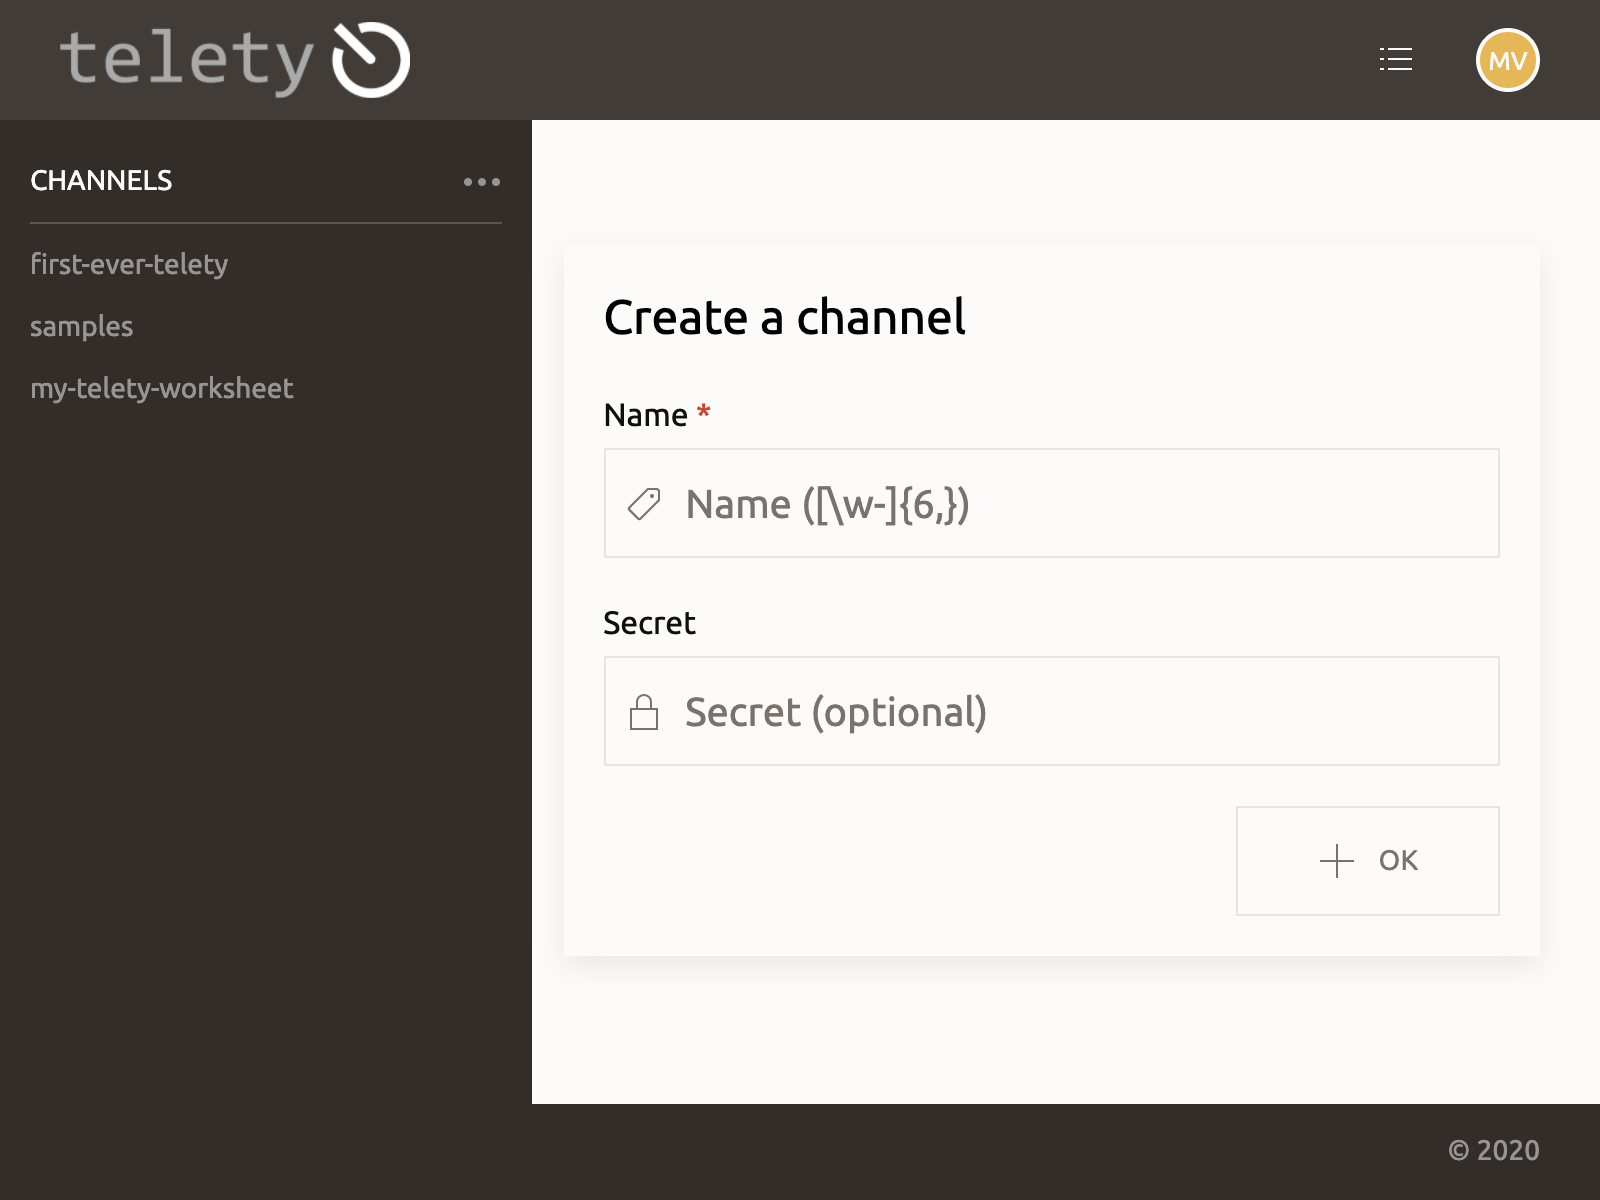 telety
MV
CHANNELS
first-ever-telety
samples
my-telety-worksheet
Create a channel
Name *
Name ([\w-]{6,})
Secret
Secret (optional)
OK
© 2020